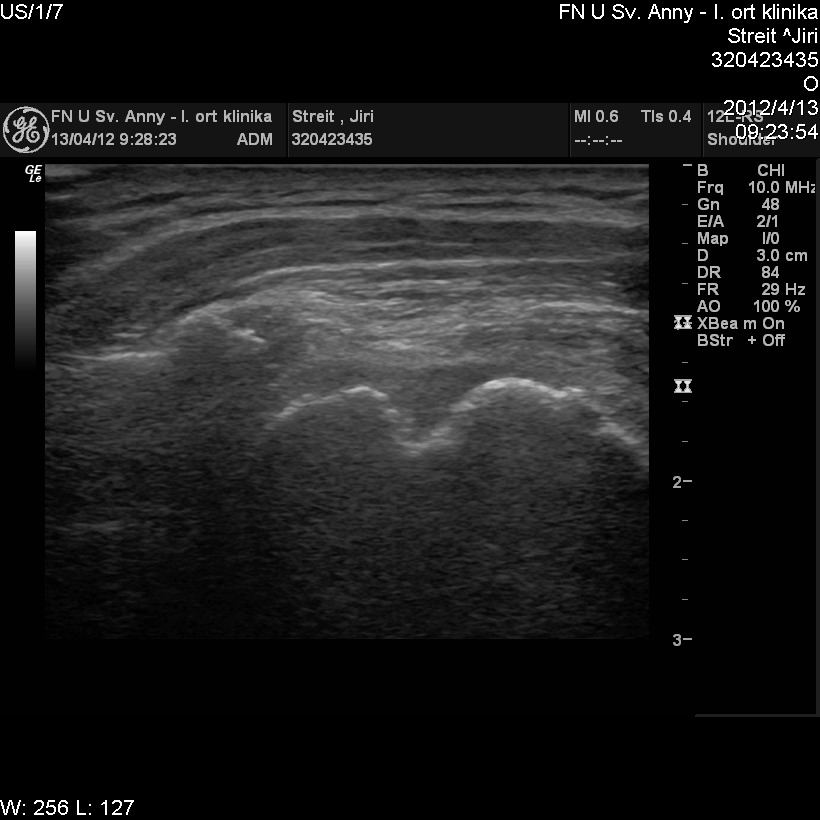 US/1/7
FN U Sv. Anny - I. ort klinika
Streit ^Jiri
320423435
O
2012/4/13
09:23:54
FN U Sv. Anny - I. ort klinika
13/04/12 9:28:23 ADM
Streit , Jiri
320423435
MI 0.6 TIs 0.4
--:--:--
12L-RS
Shoulder
GE
Le
B CHI
Frq 10.0 MHz
Gn 48
E/A 2/1
Map I/0
D 3.0 cm
DR 84
FR 29 Hz
AO 100 %
XBeam On
BStr + Off
2
3
W: 256 L: 127